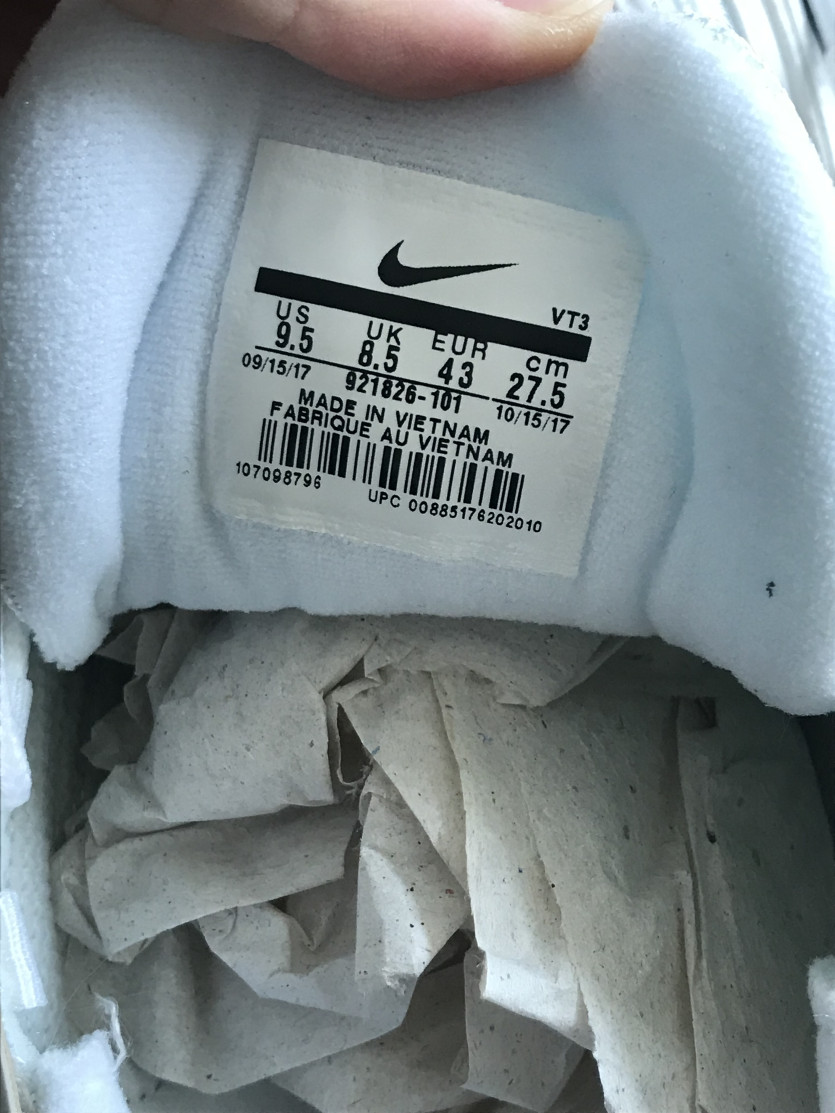 VT3
US UK EUR cm
9.5 8.5 43 27.5
09/15/17 921826-101 10/15/17
MADE IN VIETNAM
FABRIQUE AU VIETNAM
107098796 UPC 00885176202010